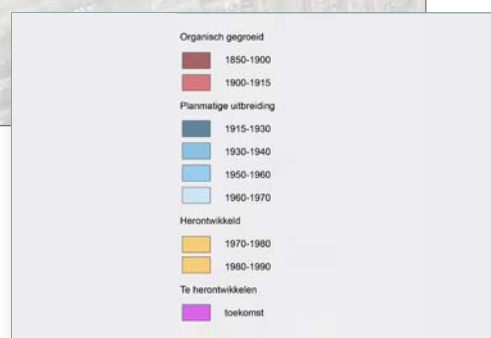 Organisch gegroeid
1850-1900
1900-1915
Planmatige uitbreiding
1915-1930
1930-1940
1950-1960
1960-1970
Herontwikkeld
1970-1980
1980-1990
Te herontwikkelen
toekomst